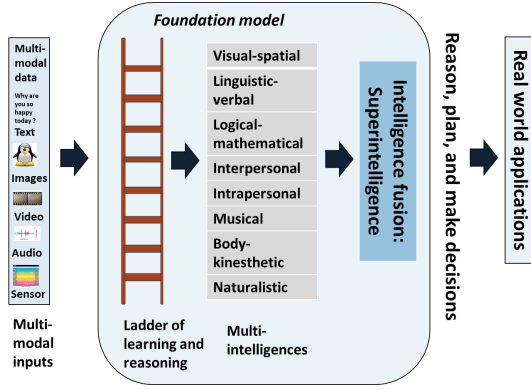 Foundation model
Multi-
modal
data
Why are
you so
happy
today ?
Text
Images
Video
Audio
Sensor
Multi-
modal
inputs
Ladder of
learning and
reasoning
Visual-spatial
Linguistic-
verbal
Logical-
mathematical
Interpersonal
Intrapersonal
Musical
Body-
kinesthetic
Naturalistic
Multi-
intelligences
Intelligence fusion:
Superintelligence
Reason, plan, and make decisions
Real world applications